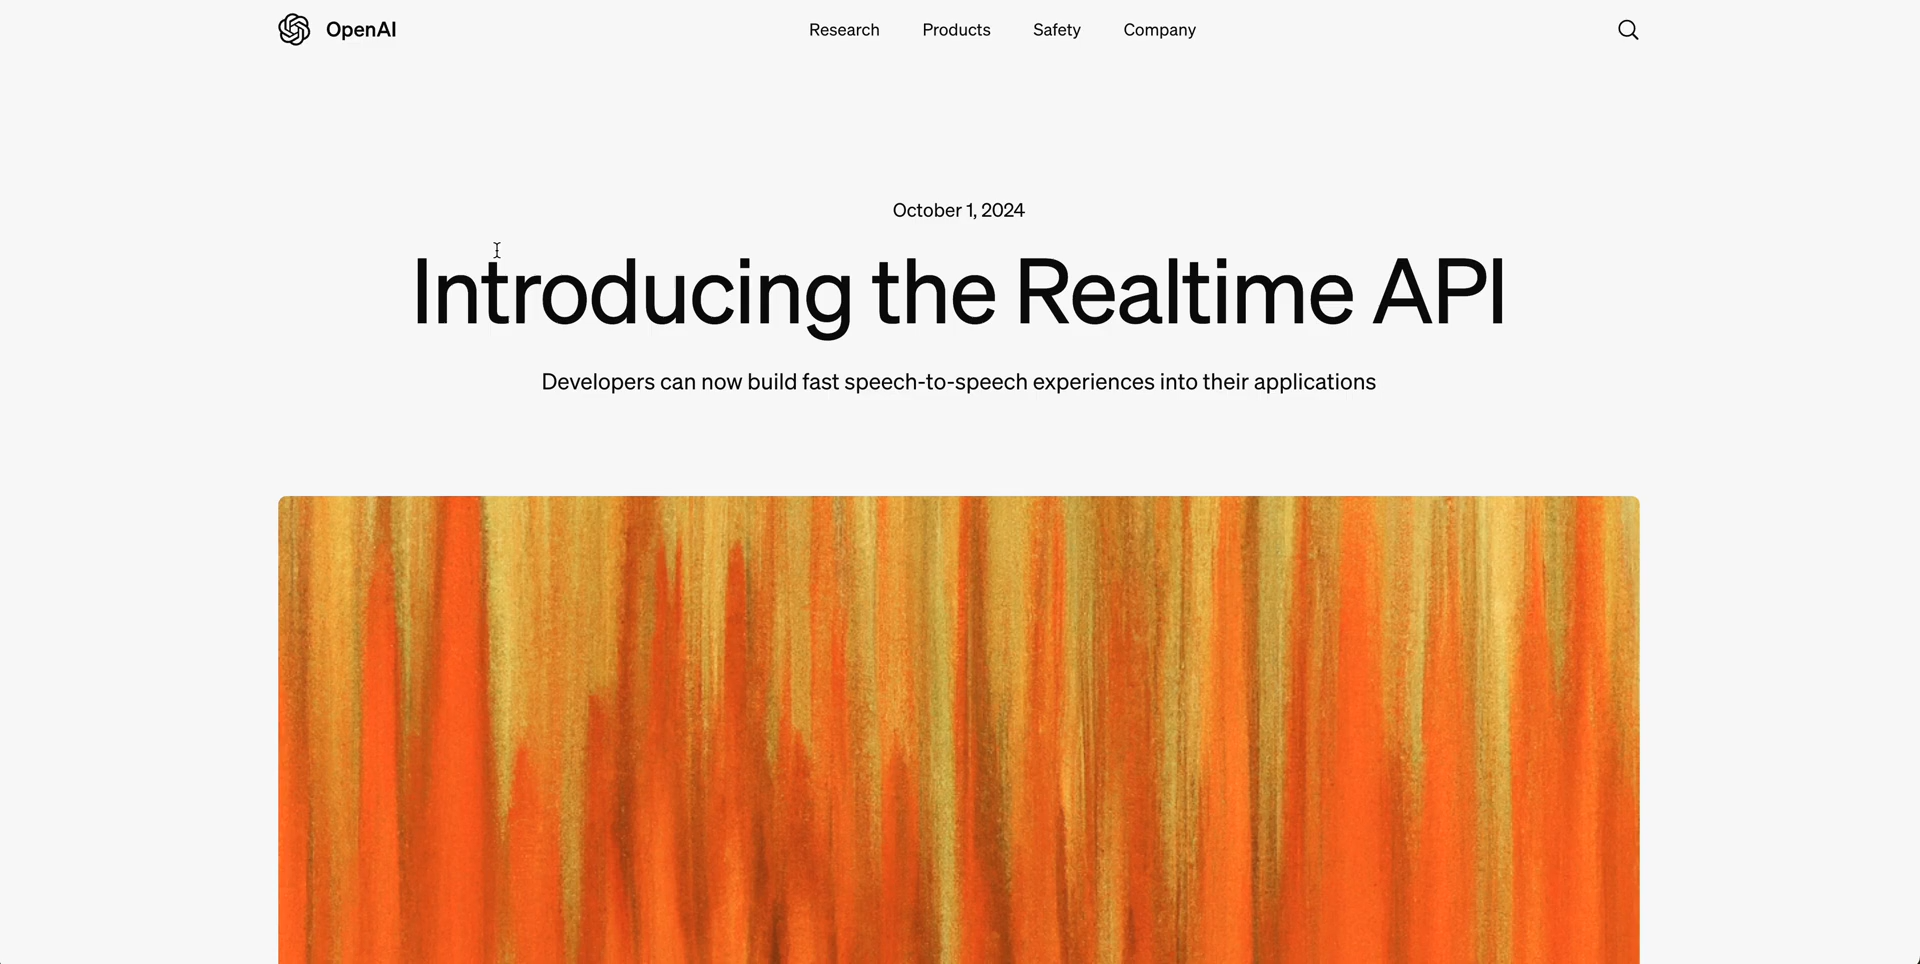 OpenAI
Research Products Safety Company
October 1, 2024
Introducing the Realtime API
Developers can now build fast speech-to-speech experiences into their applications